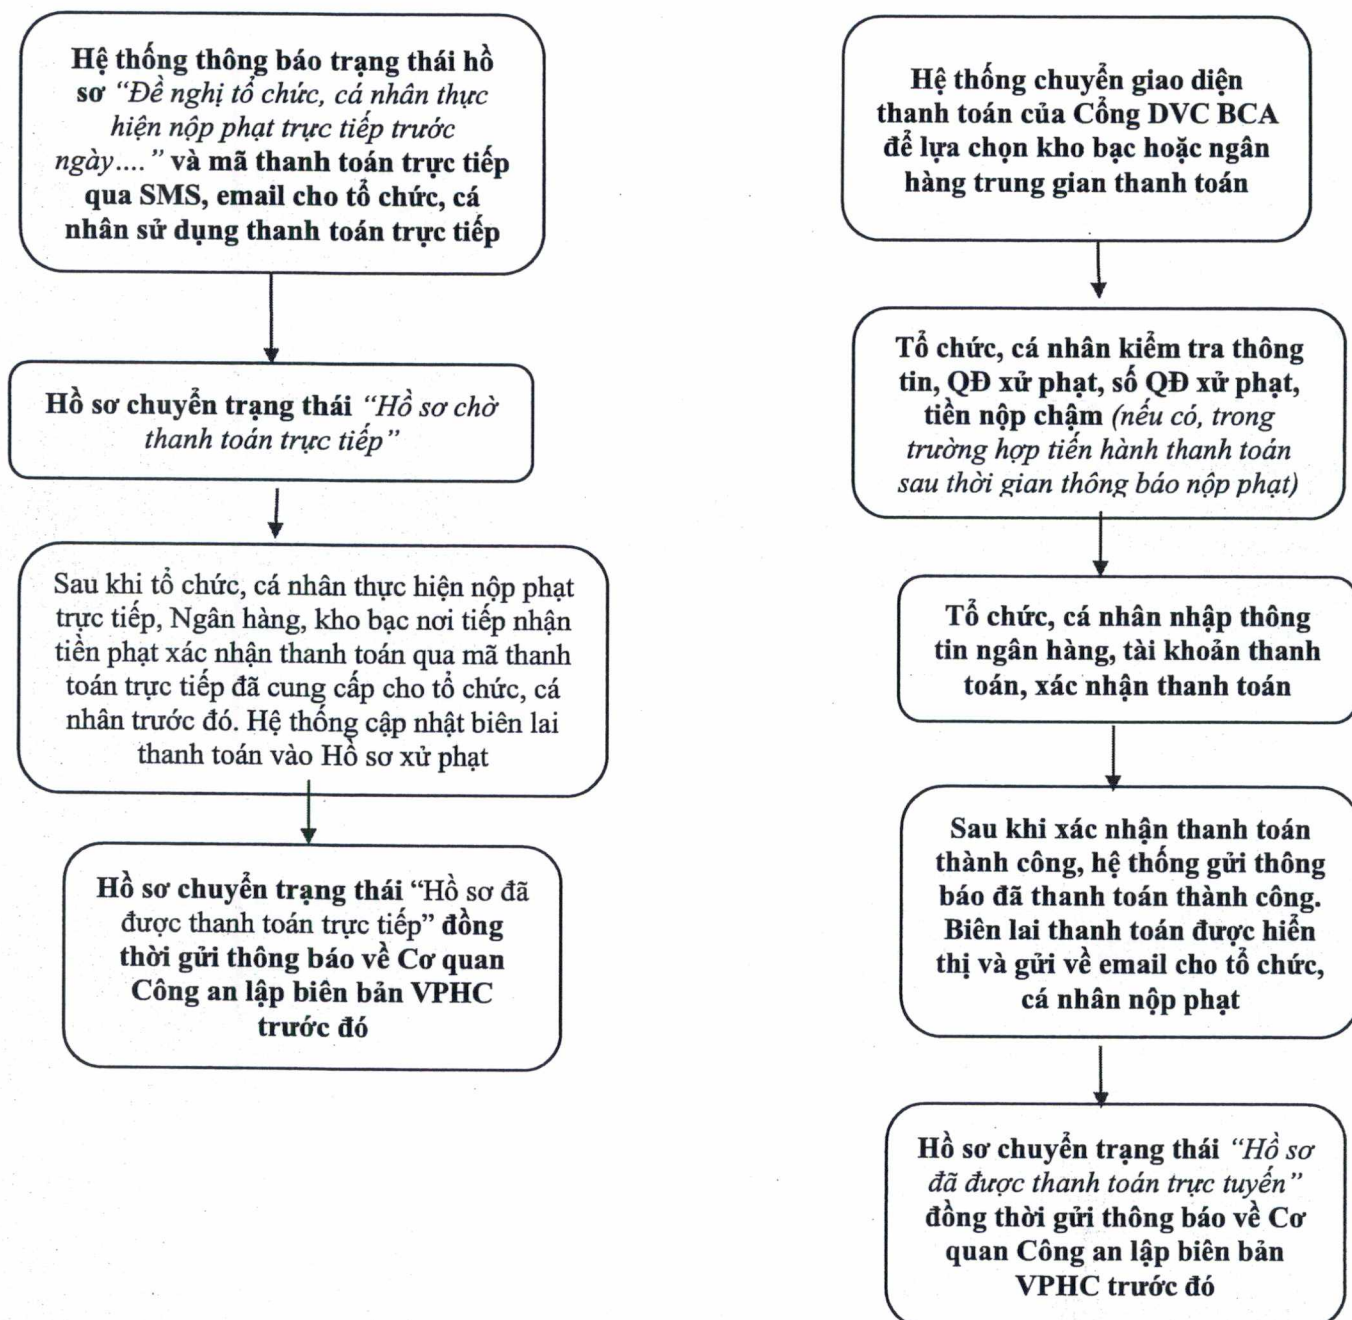 Hệ thống thông báo trạng thái hồ
sơ “Đề nghị tổ chức, cá nhân thực
hiện nộp phạt trực tiếp trước
ngày....” và mã thanh toán trực tiếp
qua SMS, email cho tổ chức, cá
nhân sử dụng thanh toán trực tiếp
Hồ sơ chuyển trạng thái “Hồ sơ chờ
thanh toán trực tiếp”
Sau khi tổ chức, cá nhân thực hiện nộp phạt
trực tiếp, Ngân hàng, kho bạc nơi tiếp nhận
tiền phạt xác nhận thanh toán qua mã thanh
toán trực tiếp đã cung cấp cho tổ chức, cá
nhân trước đó. Hệ thống cập nhật biên lai
thanh toán vào Hồ sơ xử phạt
Hồ sơ chuyển trạng thái “Hồ sơ đã
được thanh toán trực tiếp” đồng
thời gửi thông báo về Cơ quan
Công an lập biên bản VPHC
trước đó
Hệ thống chuyển giao diện
thanh toán của Cổng DVC BCA
để lựa chọn kho bạc hoặc ngân
hàng trung gian thanh toán
Tổ chức, cá nhân kiểm tra thông
tin, QĐ xử phạt, số QĐ xử phạt,
tiền nộp chậm (nếu có, trong
trường hợp tiến hành thanh toán
sau thời gian thông báo nộp phạt)
Tổ chức, cá nhân nhập thông
tin ngân hàng, tài khoản thanh
toán, xác nhận thanh toán
Sau khi xác nhận thanh toán
thành công, hệ thống gửi thông
báo đã thanh toán thành công.
Biên lai thanh toán được hiển
thị và gửi về email cho tổ chức,
cá nhân nộp phạt
Hồ sơ chuyển trạng thái “Hồ sơ
đã được thanh toán trực tuyến”
đồng thời gửi thông báo về Cơ
quan Công an lập biên bản
VPHC trước đó